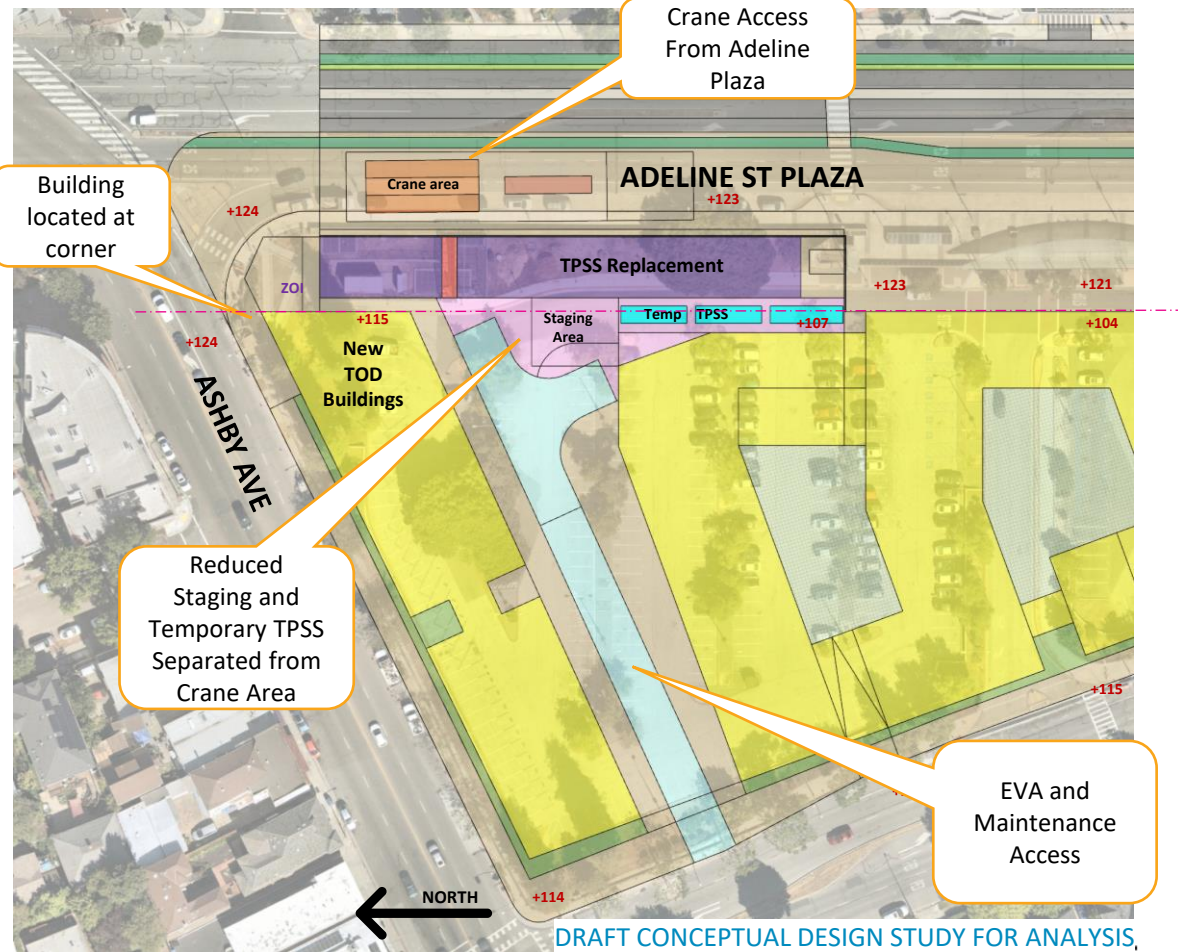 Crane Access
From Adeline
Plaza
Building
located at
corner
Crane area
ADELINE ST PLAZA
+123
+124
TPSS Replacement
ZOI
+123
+121
+115
Staging
Area
Temp TPSS
+107
+104
+124
New
TOD
Buildings
ASHBY AVE
Reduced
Staging and
Temporary TPSS
Separated from
Crane Area
+115
EVA and
Maintenance
Access
NORTH
+114
DRAFT CONCEPTUAL DESIGN STUDY FOR ANALYSIS